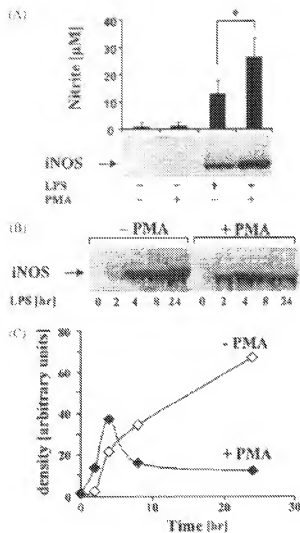 (A)
Nitrite [µM]
40
30
20
10
0
*
iNOS →
LPS - - + +
PMA - + - +
(B)
- PMA + PMA
iNOS →
LPS [hr] 0 2 4 8 24 0 2 4 8 24
(C)
density [arbitrary units]
80
60
40
20
0
- PMA
+ PMA
0 10 20 30
Time [hr]